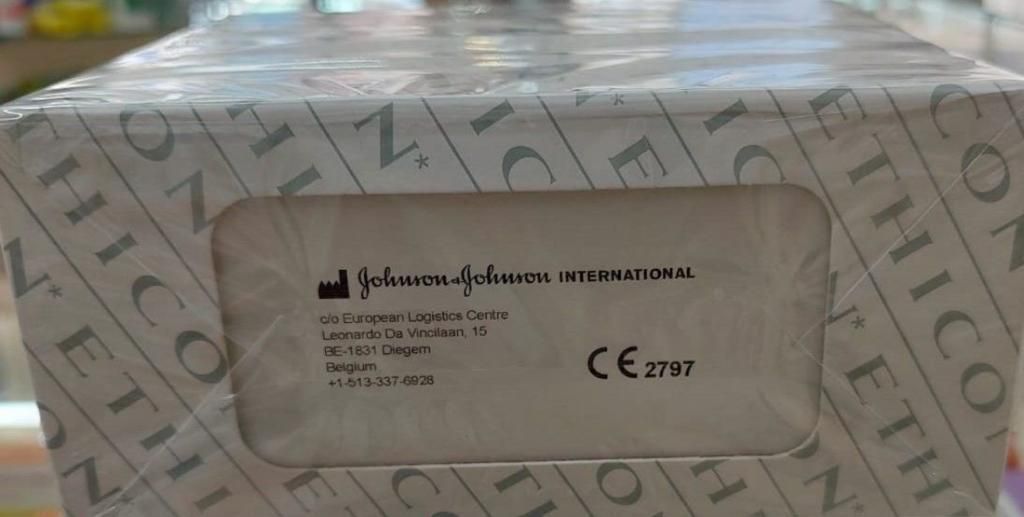 Johnson & Johnson INTERNATIONAL
c/o European Logistics Centre
Leonardo Da Vincilaan, 15
BE-1831 Diegem
Belgium
+1-513-337-6928
CE 2797
ETHICON*